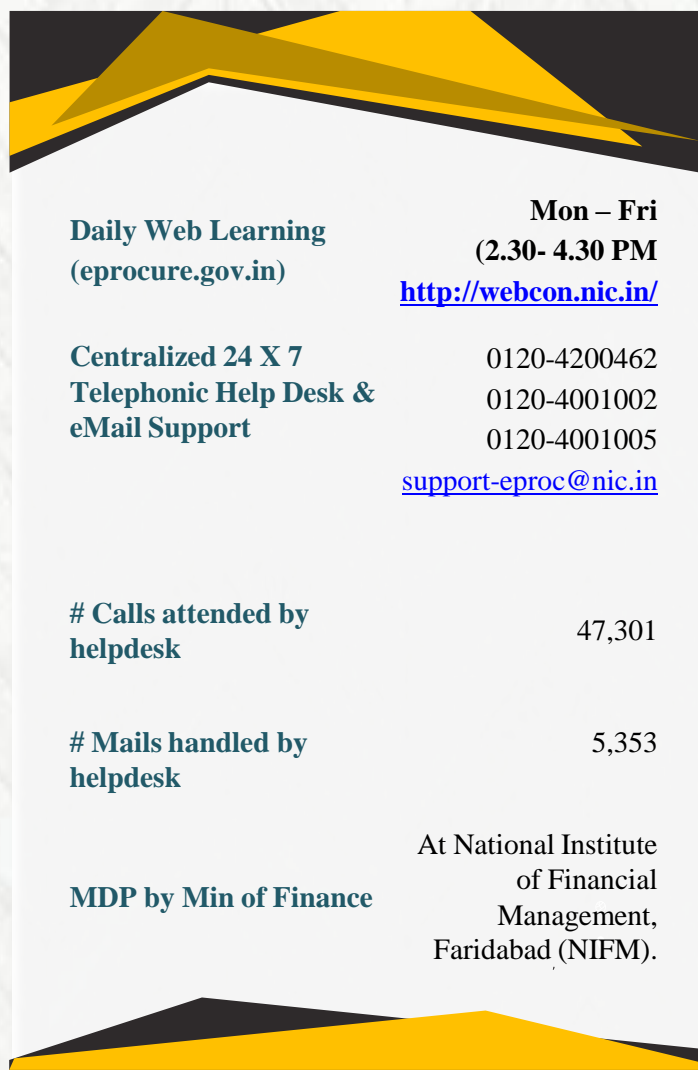 Daily Web Learning
(eprocure.gov.in)
Mon – Fri
(2.30- 4.30 PM
http://webcon.nic.in/
Centralized 24 X 7
Telephonic Help Desk &
eMail Support
0120-4200462
0120-4001002
0120-4001005
support-eproc@nic.in
# Calls attended by
helpdesk
47,301
# Mails handled by
helpdesk
5,353
MDP by Min of Finance
At National Institute
of Financial
Management,
Faridabad (NIFM).